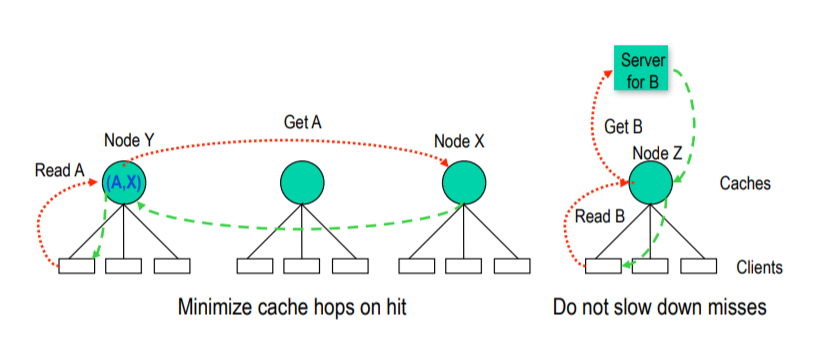 Server
for B
Get A
Get B
Node Y
Node X
Node Z
Read A
(A,X)
Caches
Read B
Clients
Minimize cache hops on hit
Do not slow down misses